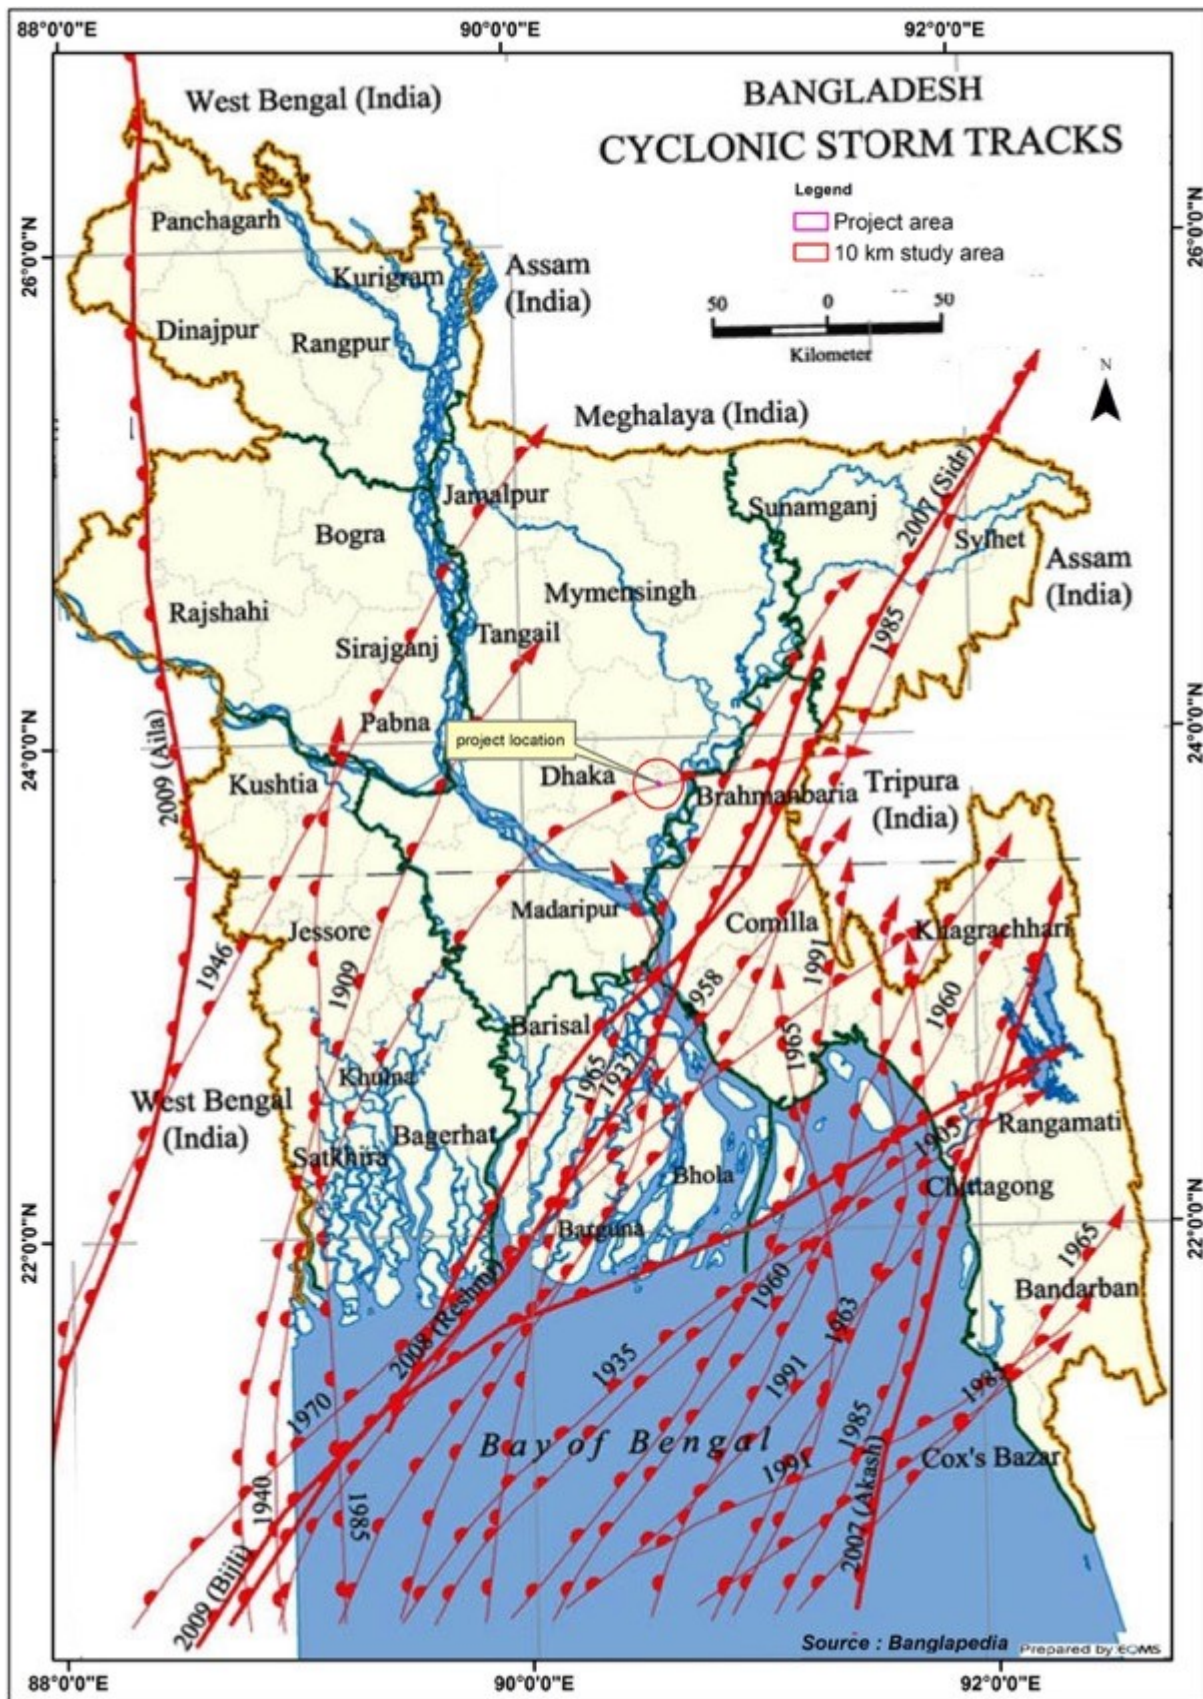 88°0'0"E
90°0'0"E
92°0'0"E
BANGLADESH
CYCLONIC STORM TRACKS
Legend
Project area
10 km study area
50
0
50
Kilometer
N
26°0'0"N
26°0'0"N
24°0'0"N
24°0'0"N
22°0'0"N
22°0'0"N
West Bengal (India)
Panchagarh
Kurigram
Assam
(India)
Dinajpur
Rangpur
Meghalaya (India)
Jamalpur
Bogra
Sunamganj
2007 (Sidr)
Sylhet
Assam
(India)
Mymensingh
Rajshahi
Sirajganj
Tangail
1985
Pabna
project location
2009 (Aila)
Kushtia
Dhaka
Brahmanbaria
Tripura
(India)
Madaripur
Comilla
Khagrachhari
Jessore
1946
1909
1991
1958
1960
Barisal
1965
1937
1965
Khulna
West Bengal
(India)
Bagerhat
Satkhira
Bhola
Rangamati
Chittagong
Barguna
1965
Bandarban
2008 (Reshmi)
1960
1963
1935
1991
1970
1985
Bay of Bengal
1991
Cox's Bazar
1940
1985
2007 (Akash)
2009 (Bijli)
Source : Banglapedia
Prepared by:EQMS
88°0'0"E
90°0'0"E
92°0'0"E